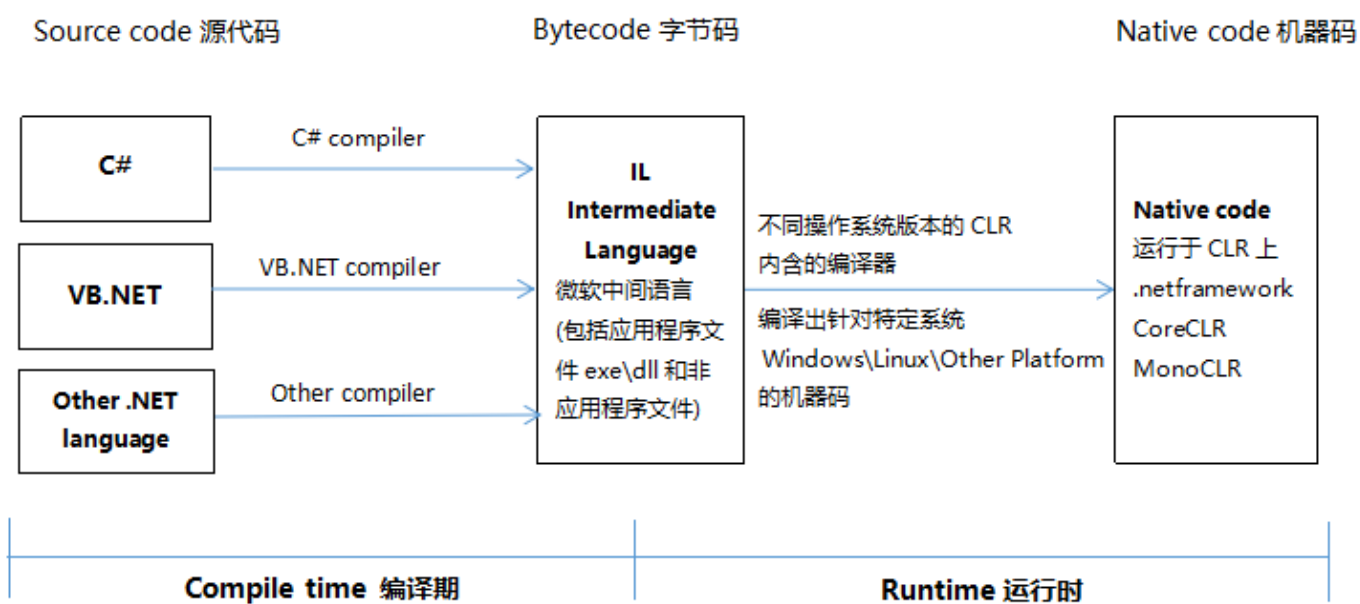 Source code 源代码
Bytecode 字节码
Native code 机器码
C#
C# compiler
VB.NET
VB.NET compiler
Other .NET
language
Other compiler
IL
Intermediate
Language
微软中间语言
(包括应用程序文
件 exe\dll 和非
应用程序文件)
不同操作系统版本的 CLR
内含的编译器
编译出针对特定系统
Windows\Linux\Other Platform
的机器码
Native code
运行于 CLR 上
.netframework
CoreCLR
MonoCLR
Compile time 编译期
Runtime 运行时